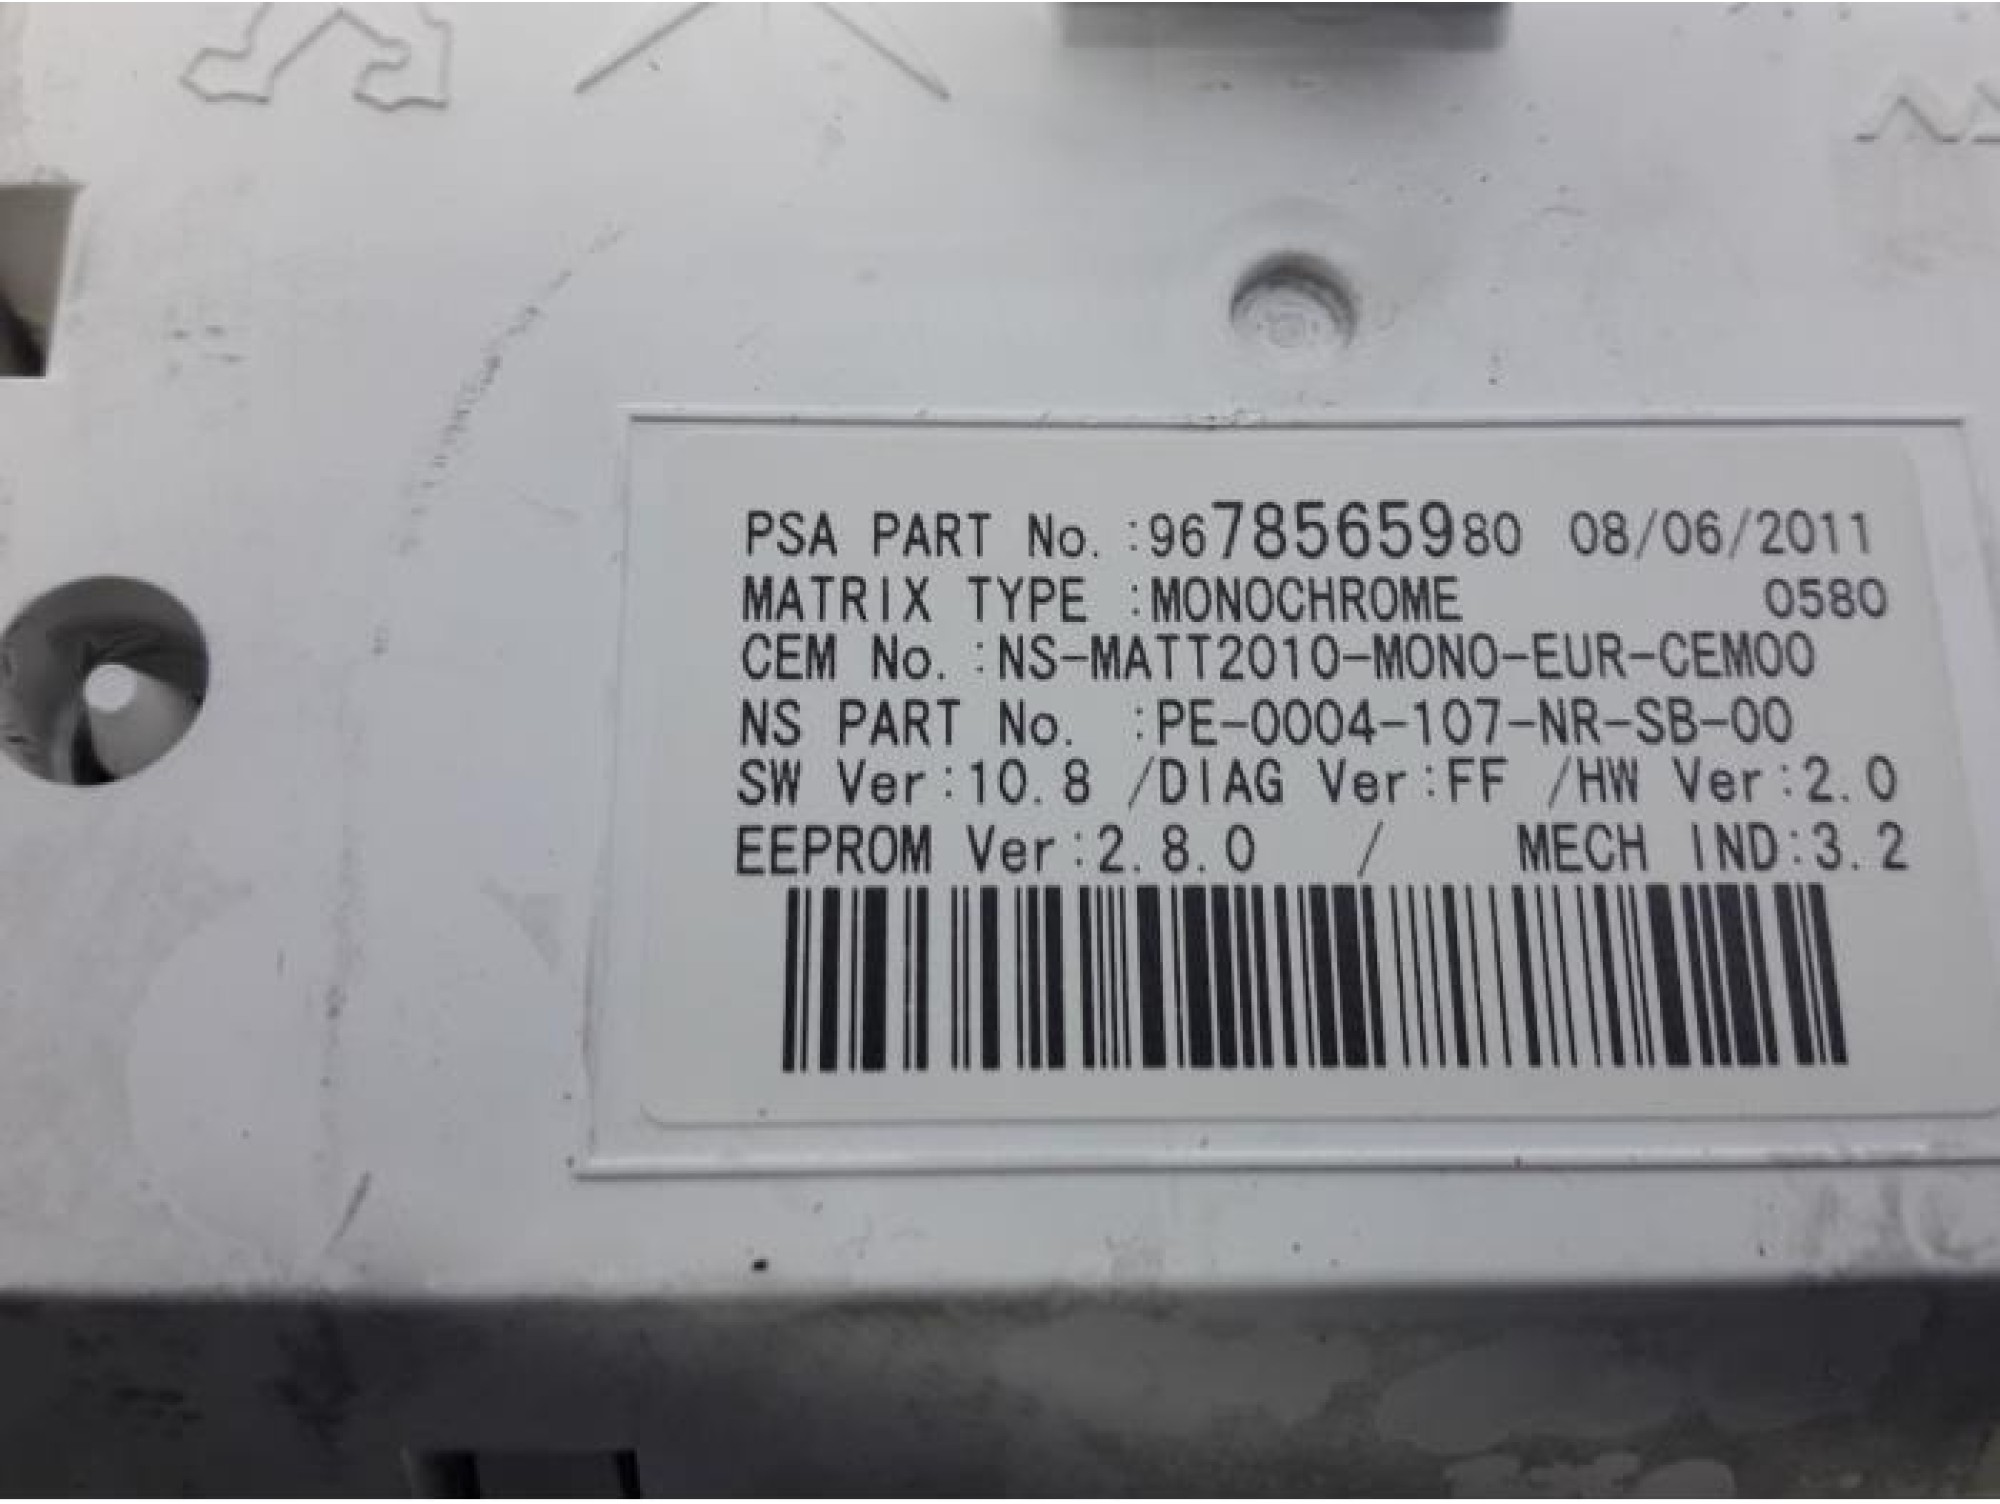 PSA PART No. :9678565980 08/06/2011
MATRIX TYPE :MONOCHROME 0580
CEM No. :NS-MATT2010-MONO-EUR-CEM00
NS PART No. :PE-0004-107-NR-SB-00
SW Ver:10.8 /DIAG Ver:FF /HW Ver:2.0
EEPROM Ver:2.8.0 / MECH IND:3.2